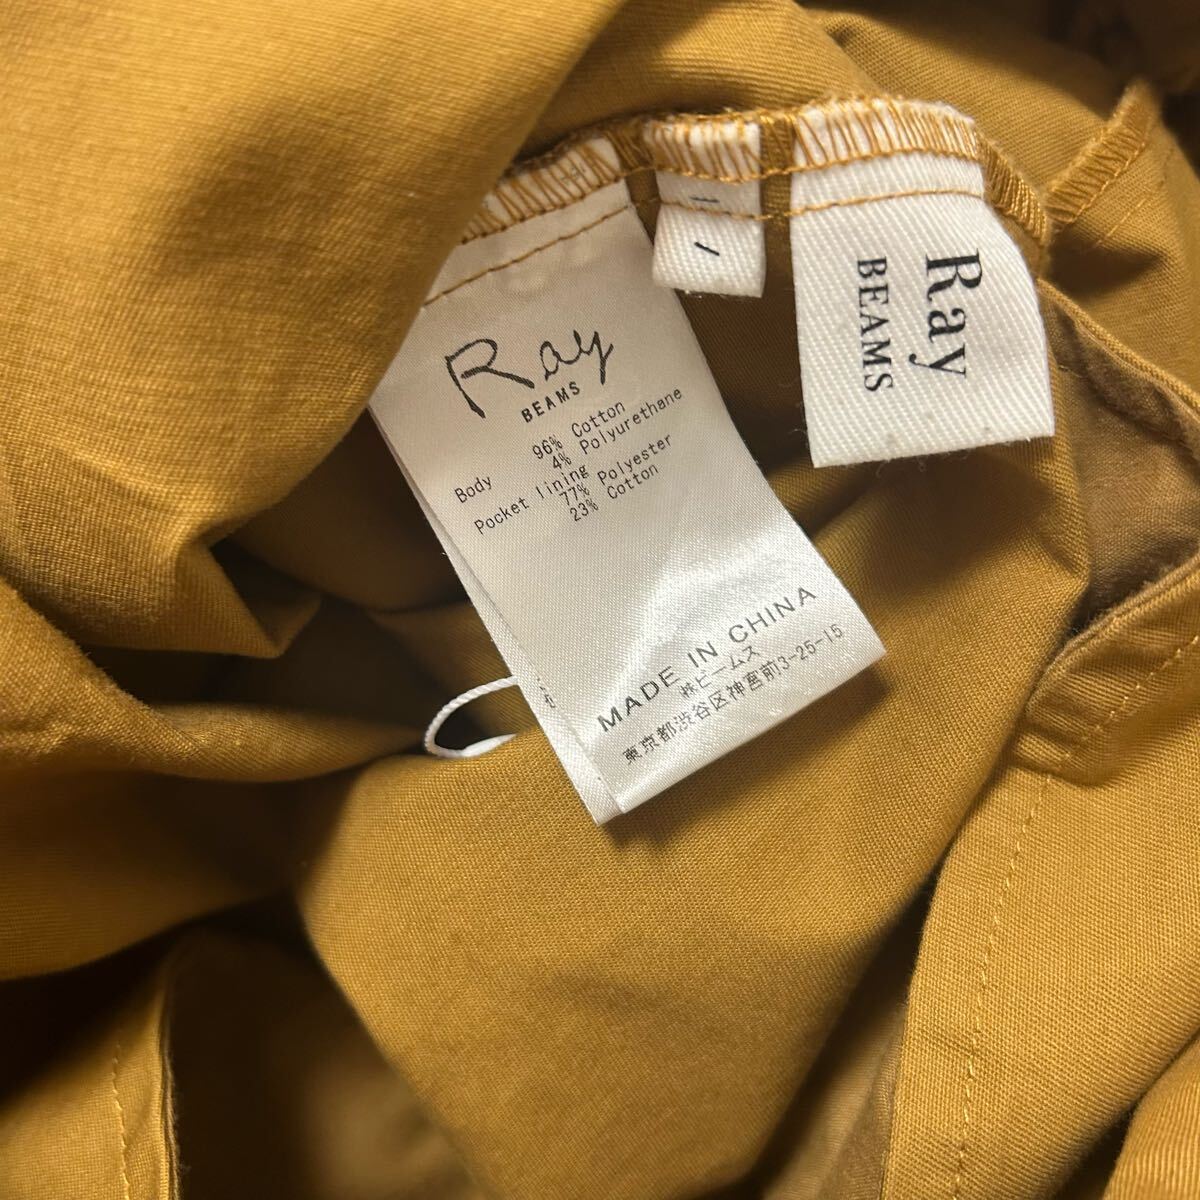 Ray
BEAMS
96% Cotton
Body 4% Polyurethane
Pocket lining
77% Polyester
23% Cotton
MADE IN CHINA
㈱ビームス
東京都渋谷区神宮前3-25-15
Ray
BEAMS